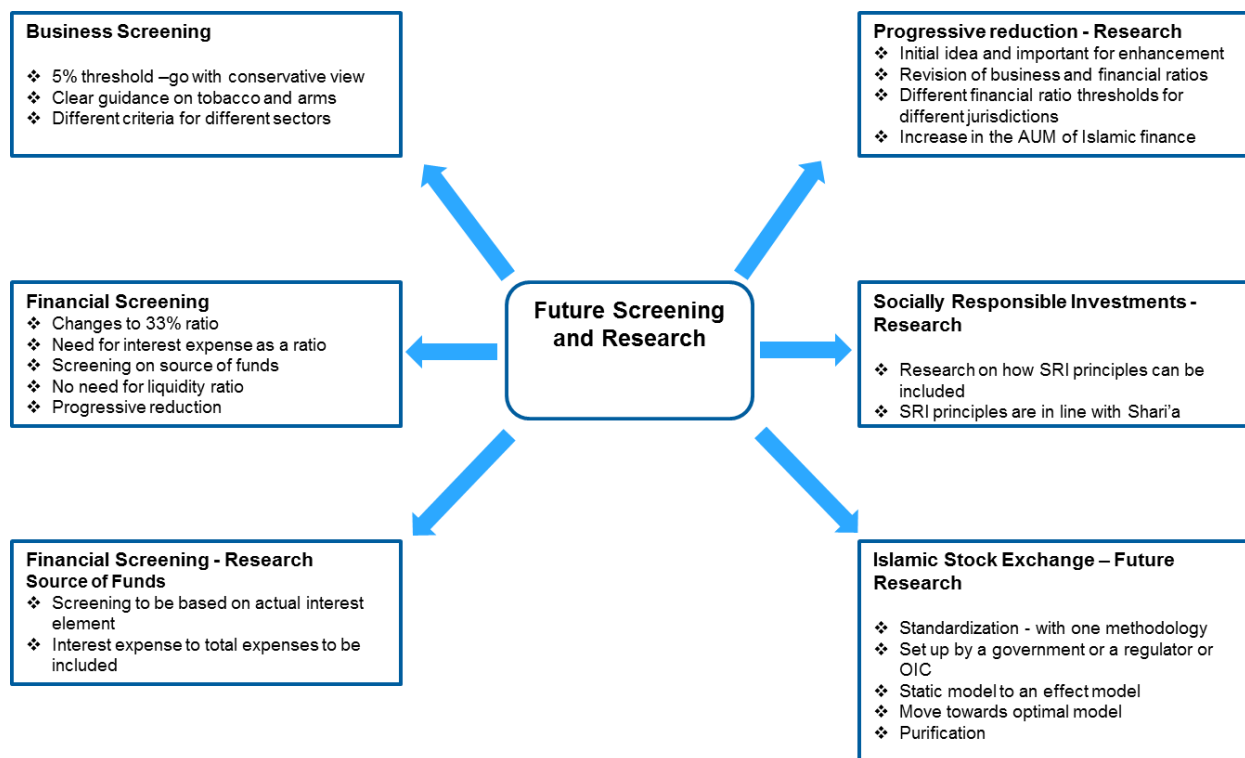 Business Screening
❖ 5% threshold –go with conservative view
❖ Clear guidance on tobacco and arms
❖ Different criteria for different sectors
Progressive reduction - Research
❖ Initial idea and important for enhancement
❖ Revision of business and financial ratios
❖ Different financial ratio thresholds for
different jurisdictions
❖ Increase in the AUM of Islamic finance
Financial Screening
❖ Changes to 33% ratio
❖ Need for interest expense as a ratio
❖ Screening on source of funds
❖ No need for liquidity ratio
❖ Progressive reduction
Future Screening
and Research
Socially Responsible Investments -
Research
❖ Research on how SRI principles can be
included
❖ SRI principles are in line with Shari’a
Financial Screening - Research
Source of Funds
❖ Screening to be based on actual interest
element
❖ Interest expense to total expenses to be
included
Islamic Stock Exchange – Future
Research
❖ Standardization - with one methodology
❖ Set up by a government or a regulator or
OIC
❖ Static model to an effect model
❖ Move towards optimal model
❖ Purification